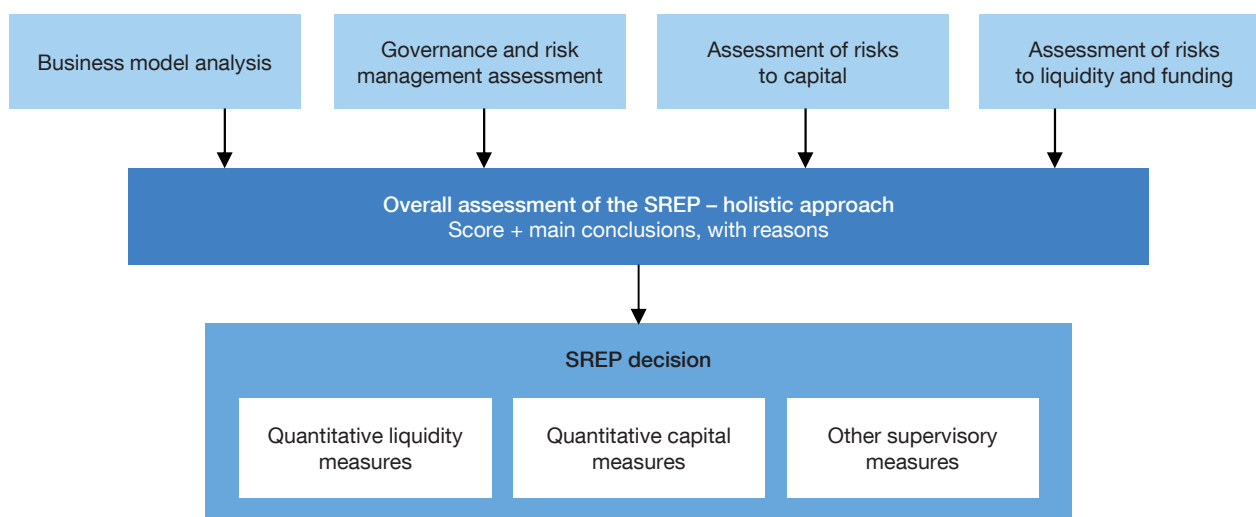 Business model analysis
Governance and risk
management assessment
Assessment of risks
to capital
Assessment of risks
to liquidity and funding
Overall assessment of the SREP – holistic approach
Score + main conclusions, with reasons
SREP decision
Quantitative liquidity
measures
Quantitative capital
measures
Other supervisory
measures